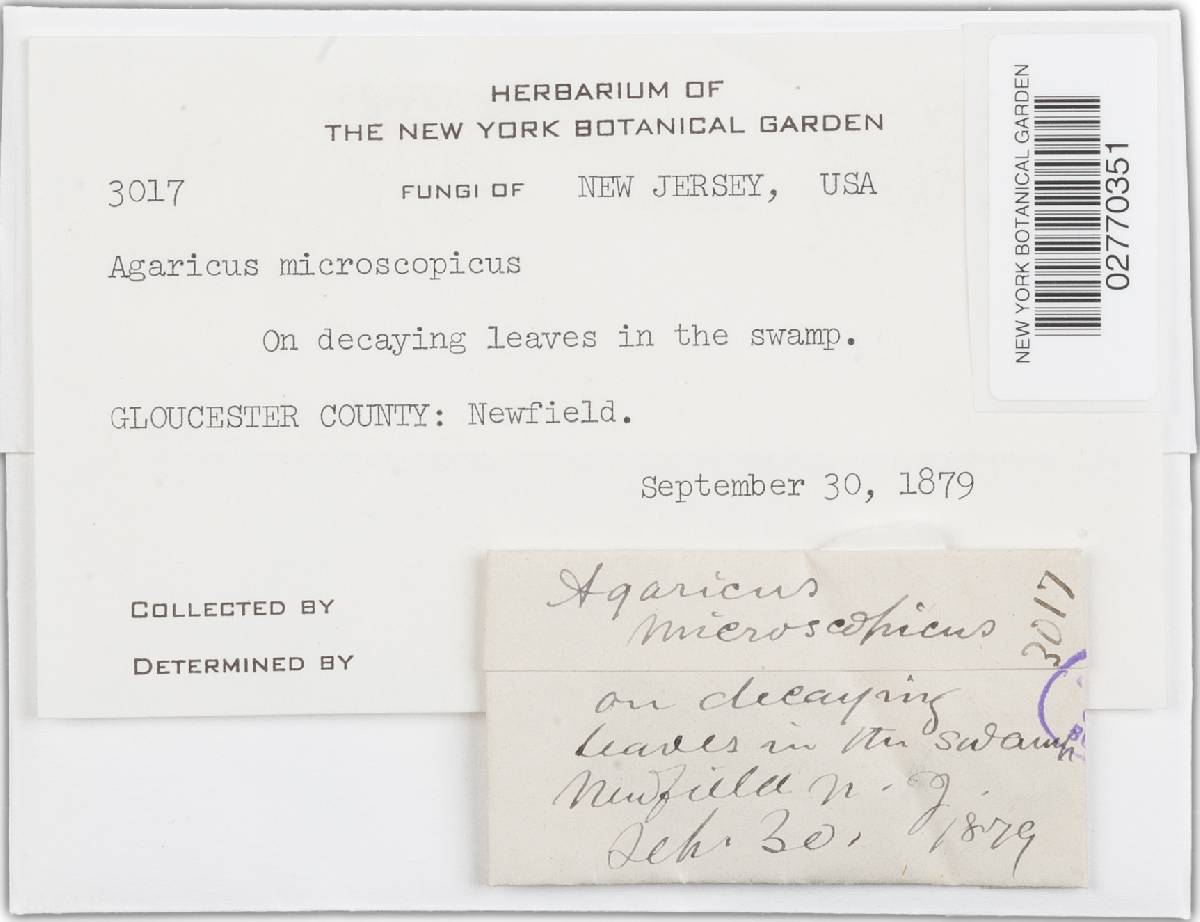 HERBARIUM OF
THE NEW YORK BOTANICAL GARDEN
3017 FUNGI OF NEW JERSEY, USA
Agaricus microscopicus
On decaying leaves in the swamp.
GLOUCESTER COUNTY: Newfield.
September 30, 1879
COLLECTED BY
DETERMINED BY
NEW YORK BOTANICAL GARDEN
02770351
Agaricus
microscopicus
3017
on decaying
leaves in the swamp
Newfield N. J.
Sep. 30. 1879